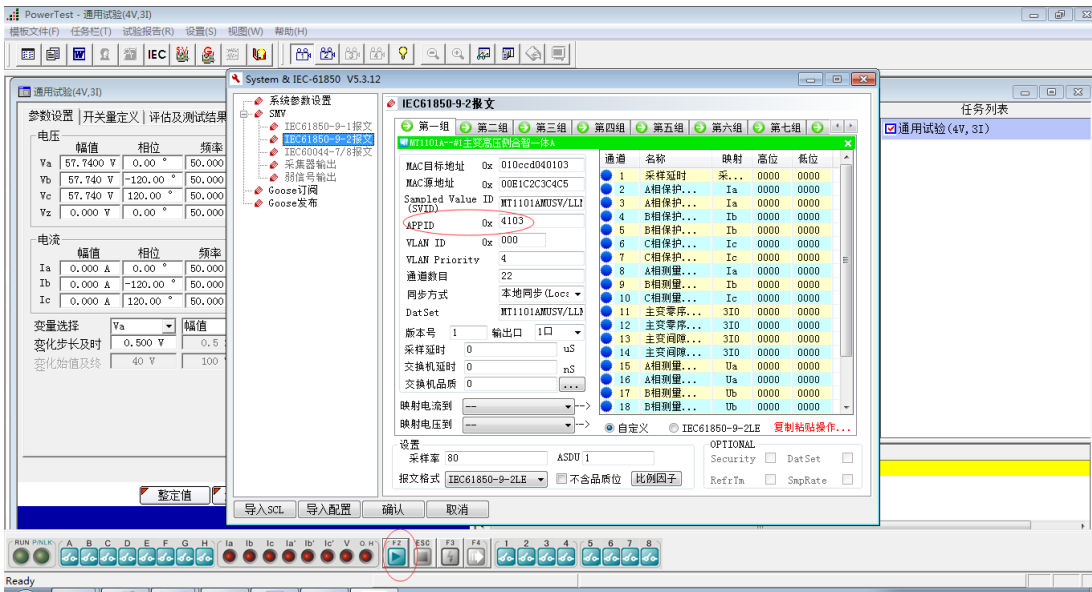 PowerTest - 通用试验(4V,3I)
模板文件(F) 任务栏(T) 试验报告(R) 设置(S) 视图(W) 帮助(H)
IEC
通用试验(4V,3I)
参数设置 开关量定义 评估及测试结果
电压
幅值 相位 频率
Va 57.7400 V 0.00 ° 50.000
Vb 57.740 V -120.00 ° 50.000
Vc 57.740 V 120.00 ° 50.000
Vz 0.000 V 0.00 ° 50.000
电流
幅值 相位 频率
Ia 0.000 A 0.00 ° 50.000
Ib 0.000 A -120.00 ° 50.000
Ic 0.000 A 120.00 ° 50.000
变量选择 Va 幅值
变化步长及时 0.500 V 0.5
变化始值及终 40 V 100
整定值
System & IEC-61850 V5.3.12
系统参数设置
SMV
IEC61850-9-1报文
IEC61850-9-2报文
IEC60044-7/8报文
采集器输出
弱信号输出
Goose订阅
Goose发布
IEC61850-9-2报文
第一组 第二组 第三组 第四组 第五组 第六组 第七组
MT1101A--#1主变高压侧合智一体A
MAC目标地址 0x 010ccd040103
MAC源地址 0x 00E1C2C3C4C5
Sampled Value ID (SVID) MT1101AMUSV/LLN
APPID 0x 4103
VLAN ID 0x 000
VLAN Priority 4
通道数目 22
同步方式 本地同步(Loca
DatSet MT1101AMUSV/LLN
版本号 1 输出口 1口
采样延时 0 uS
交换机延时 0 nS
交换机品质 0 ...
映射电流到 -- -->
映射电压到 -- -->
通道 名称 映射 高位 低位
1 采样延时 采... 0000 0000
2 A相保护... Ia 0000 0000
3 A相保护... Ia 0000 0000
4 B相保护... Ib 0000 0000
5 B相保护... Ib 0000 0000
6 C相保护... Ic 0000 0000
7 C相保护... Ic 0000 0000
8 A相测量... Ia 0000 0000
9 B相测量... Ib 0000 0000
10 C相测量... Ic 0000 0000
11 主变零序... 3I0 0000 0000
12 主变零序... 3I0 0000 0000
13 主变间隙... 3I0 0000 0000
14 主变间隙... 3I0 0000 0000
15 A相测量... Ua 0000 0000
16 A相测量... Ua 0000 0000
17 B相测量... Ub 0000 0000
18 B相测量... Ub 0000 0000
自定义 IEC61850-9-2LE 复制粘贴操作...
设置
采样率 80 ASDU 1
报文格式 IEC61850-9-2LE 不含品质位 比例因子
OPTIONAL
Security DatSet
RefrTm SmpRate
导入SCL 导入配置 确认 取消
任务列表
通用试验(4V,3I)
RUN P/NLK A B C D E F G H Ia Ib Ic Ia' Ib' Ic' V O.H F2 ESC F3 F4 1 2 3 4 5 6 7 8
Ready